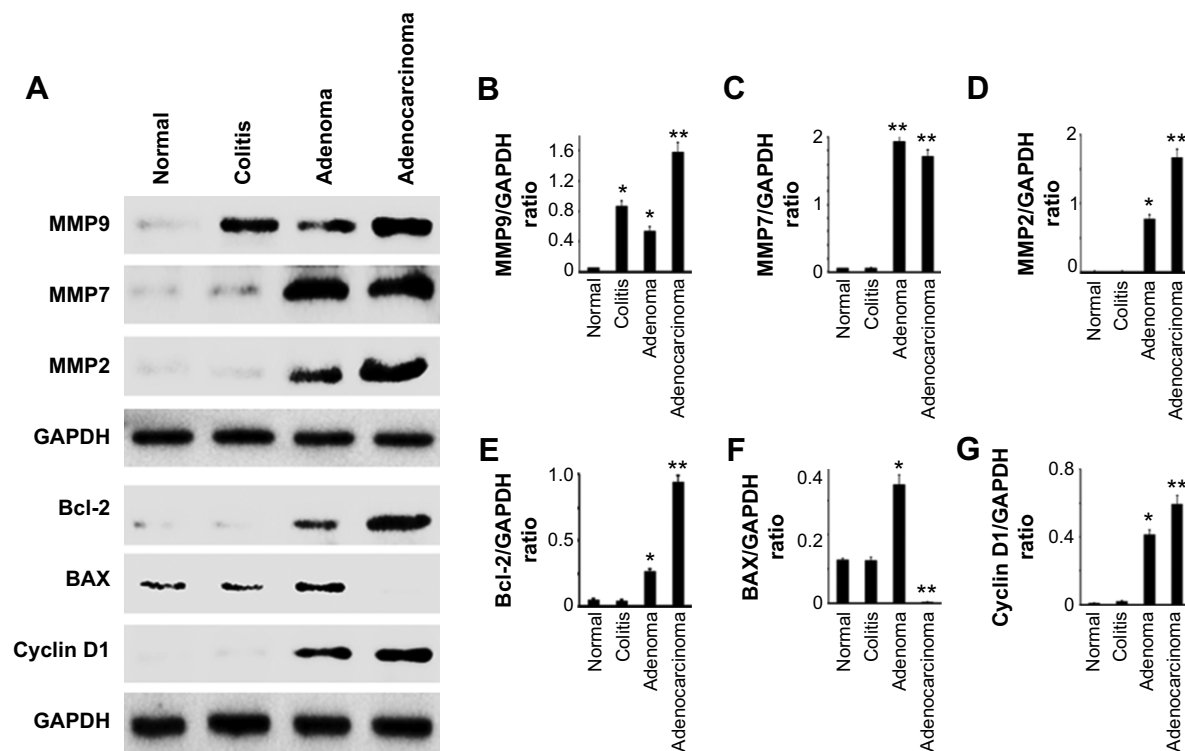 A
Normal
Colitis
Adenoma
Adenocarcinoma
MMP9
MMP7
MMP2
GAPDH
Bcl-2
BAX
Cyclin D1
GAPDH
B
MMP9/GAPDH
ratio
1.6
1.2
0.8
0.4
0
*
*
**
Normal
Colitis
Adenoma
Adenocarcinoma
C
MMP7/GAPDH
ratio
2
1
0
**
**
Normal
Colitis
Adenoma
Adenocarcinoma
D
MMP2/GAPDH
ratio
2
1
0
*
**
Normal
Colitis
Adenoma
Adenocarcinoma
E
Bcl-2/GAPDH
ratio
1.0
0.5
0
*
**
Normal
Colitis
Adenoma
Adenocarcinoma
F
BAX/GAPDH
ratio
0.4
0.2
0
*
**
Normal
Colitis
Adenoma
Adenocarcinoma
G
Cyclin D1/GAPDH
ratio
0.8
0.4
0
*
**
Normal
Colitis
Adenoma
Adenocarcinoma